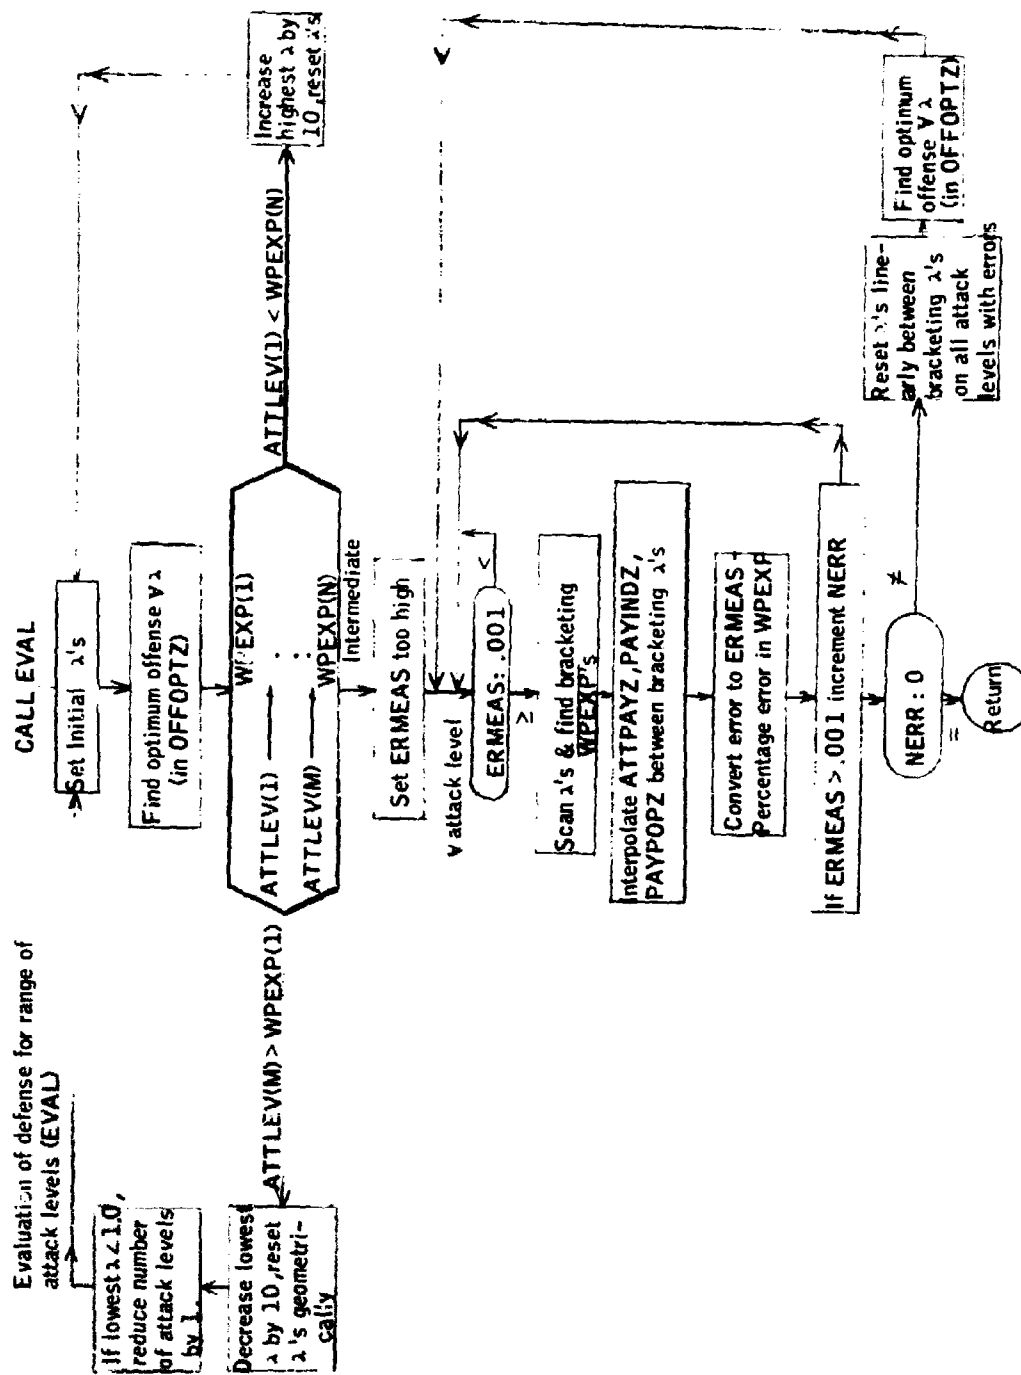 Evaluation of defense for range of
attack levels (EVAL)
CALL EVAL
Set Initial λ's
Find optimum offense ∀λ
(in OFFOPTZ)
ATTLEV(1) WPEXP(1)
ATTLEV(M) WPEXP(N)
ATTLEV(M) > WPEXP(1)
Decrease lowest
λ by 10, reset
λ's geometri-
cally
If lowest λ < 1.0,
reduce number
of attack levels
by 1.
ATTLEV(1) < WPEXP(N)
Increase
highest λ by
10, reset λ's
Intermediate
Set ERMEAS too high
∀ attack level
ERMEAS: .001
<
≥
Scan λ's & find bracketing
WPEXP's
Interpolate ATTPAYZ, PAYINDZ,
PAYPOPZ between bracketing λ's
Convert error to ERMEAS -
Percentage error in WPEXP
If ERMEAS > .001 increment NERR
NERR : 0
≠
=
Return
Reset λ's line-
arly between
bracketing λ's
on all attack
levels with errors
Find optimum
offense ∀λ
(in OFFOPTZ)